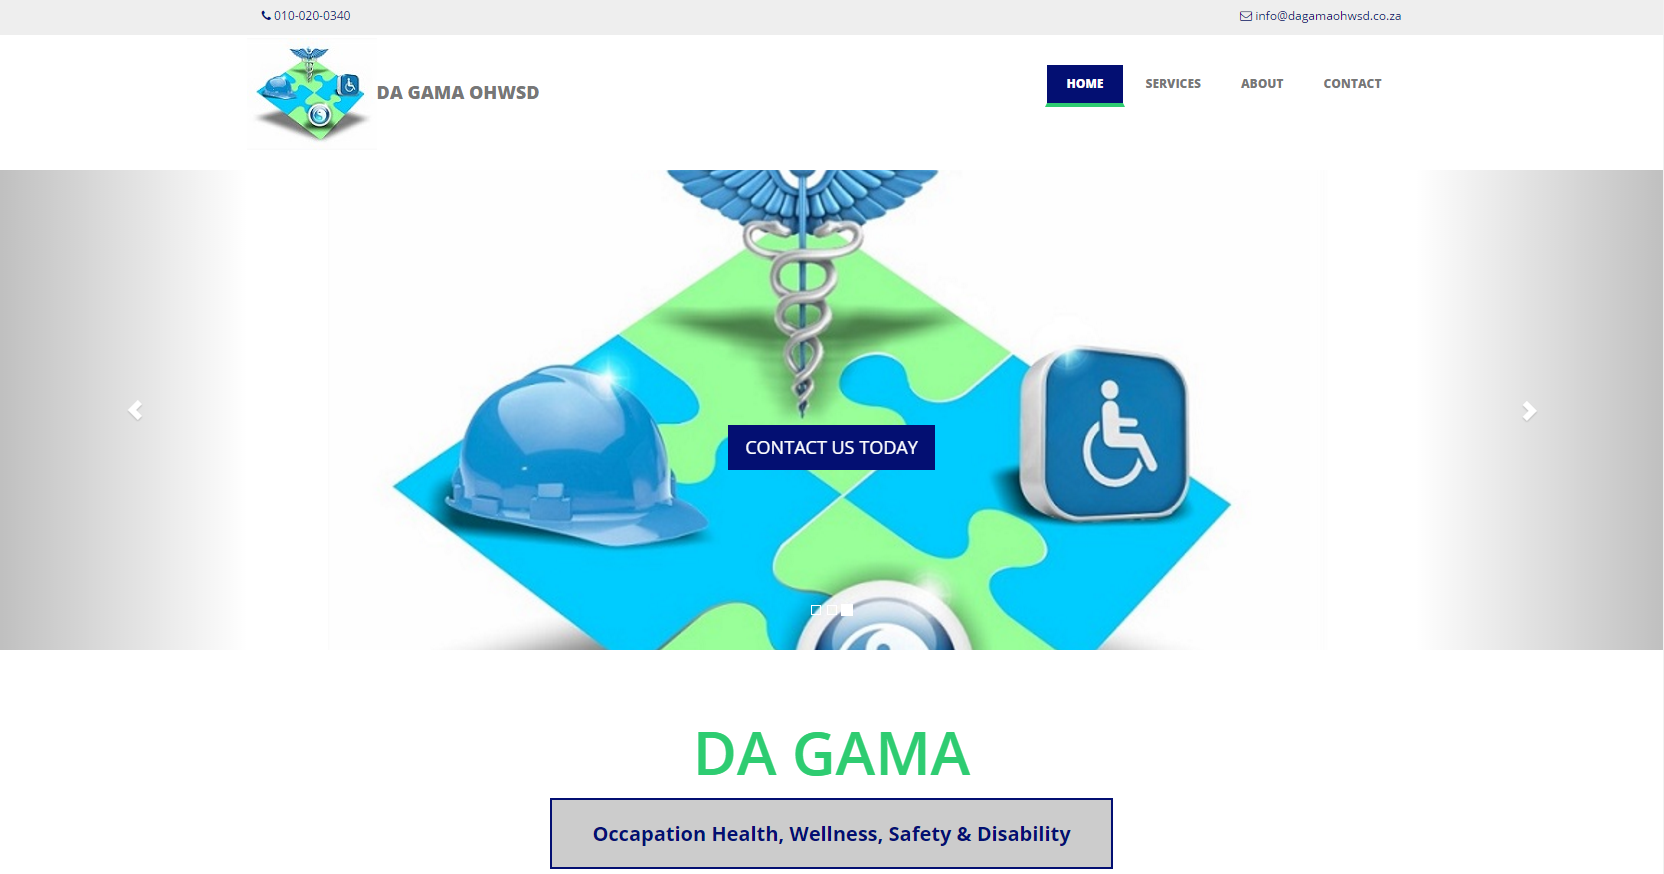 010-020-0340
info@dagamaohwsd.co.za
DA GAMA OHWSD
HOME
SERVICES
ABOUT
CONTACT
CONTACT US TODAY
DA GAMA
Occapation Health, Wellness, Safety & Disability